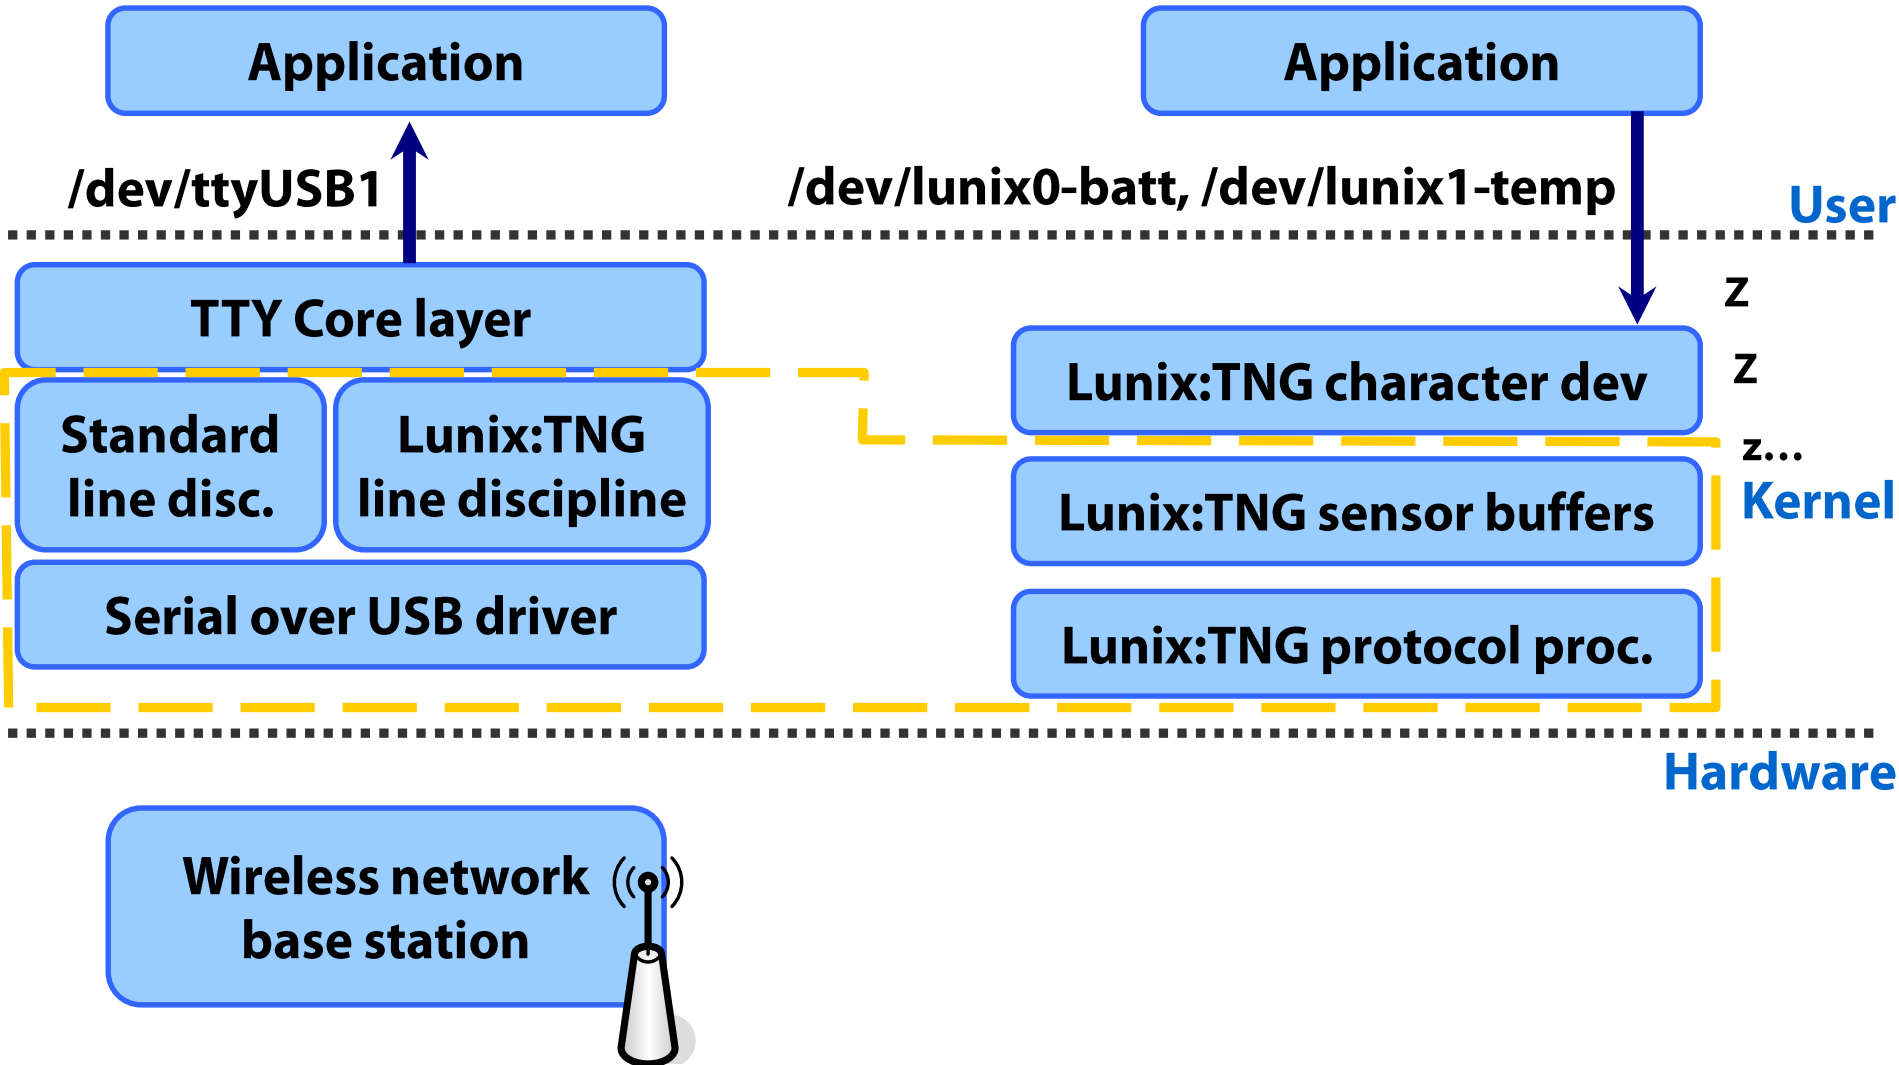 Application
Application
/dev/ttyUSB1
/dev/lunix0-batt, /dev/lunix1-temp
User
TTY Core layer
z
Lunix:TNG character dev
z
Standard
line disc.
Lunix:TNG
line discipline
z...
Kernel
Lunix:TNG sensor buffers
Serial over USB driver
Lunix:TNG protocol proc.
Hardware
Wireless network
base station